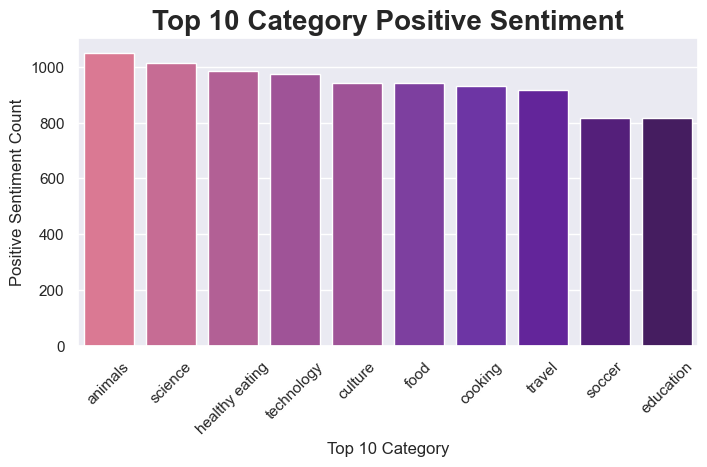 Top 10 Category Positive Sentiment
Positive Sentiment Count
1000
800
600
400
200
0
animals
science
healthy eating
technology
culture
food
cooking
travel
soccer
education
Top 10 Category